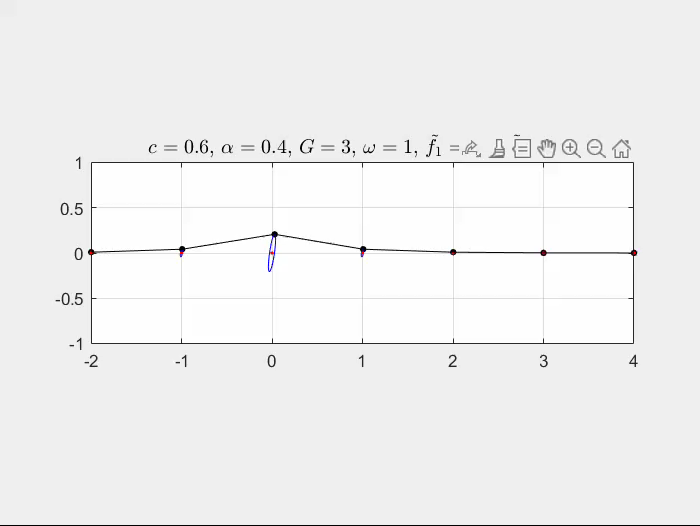 c = 0.6, α = 0.4, G = 3, ω = 1, f̃₁ =
1
0.5
0
-0.5
-1
-2 -1 0 1 2 3 4